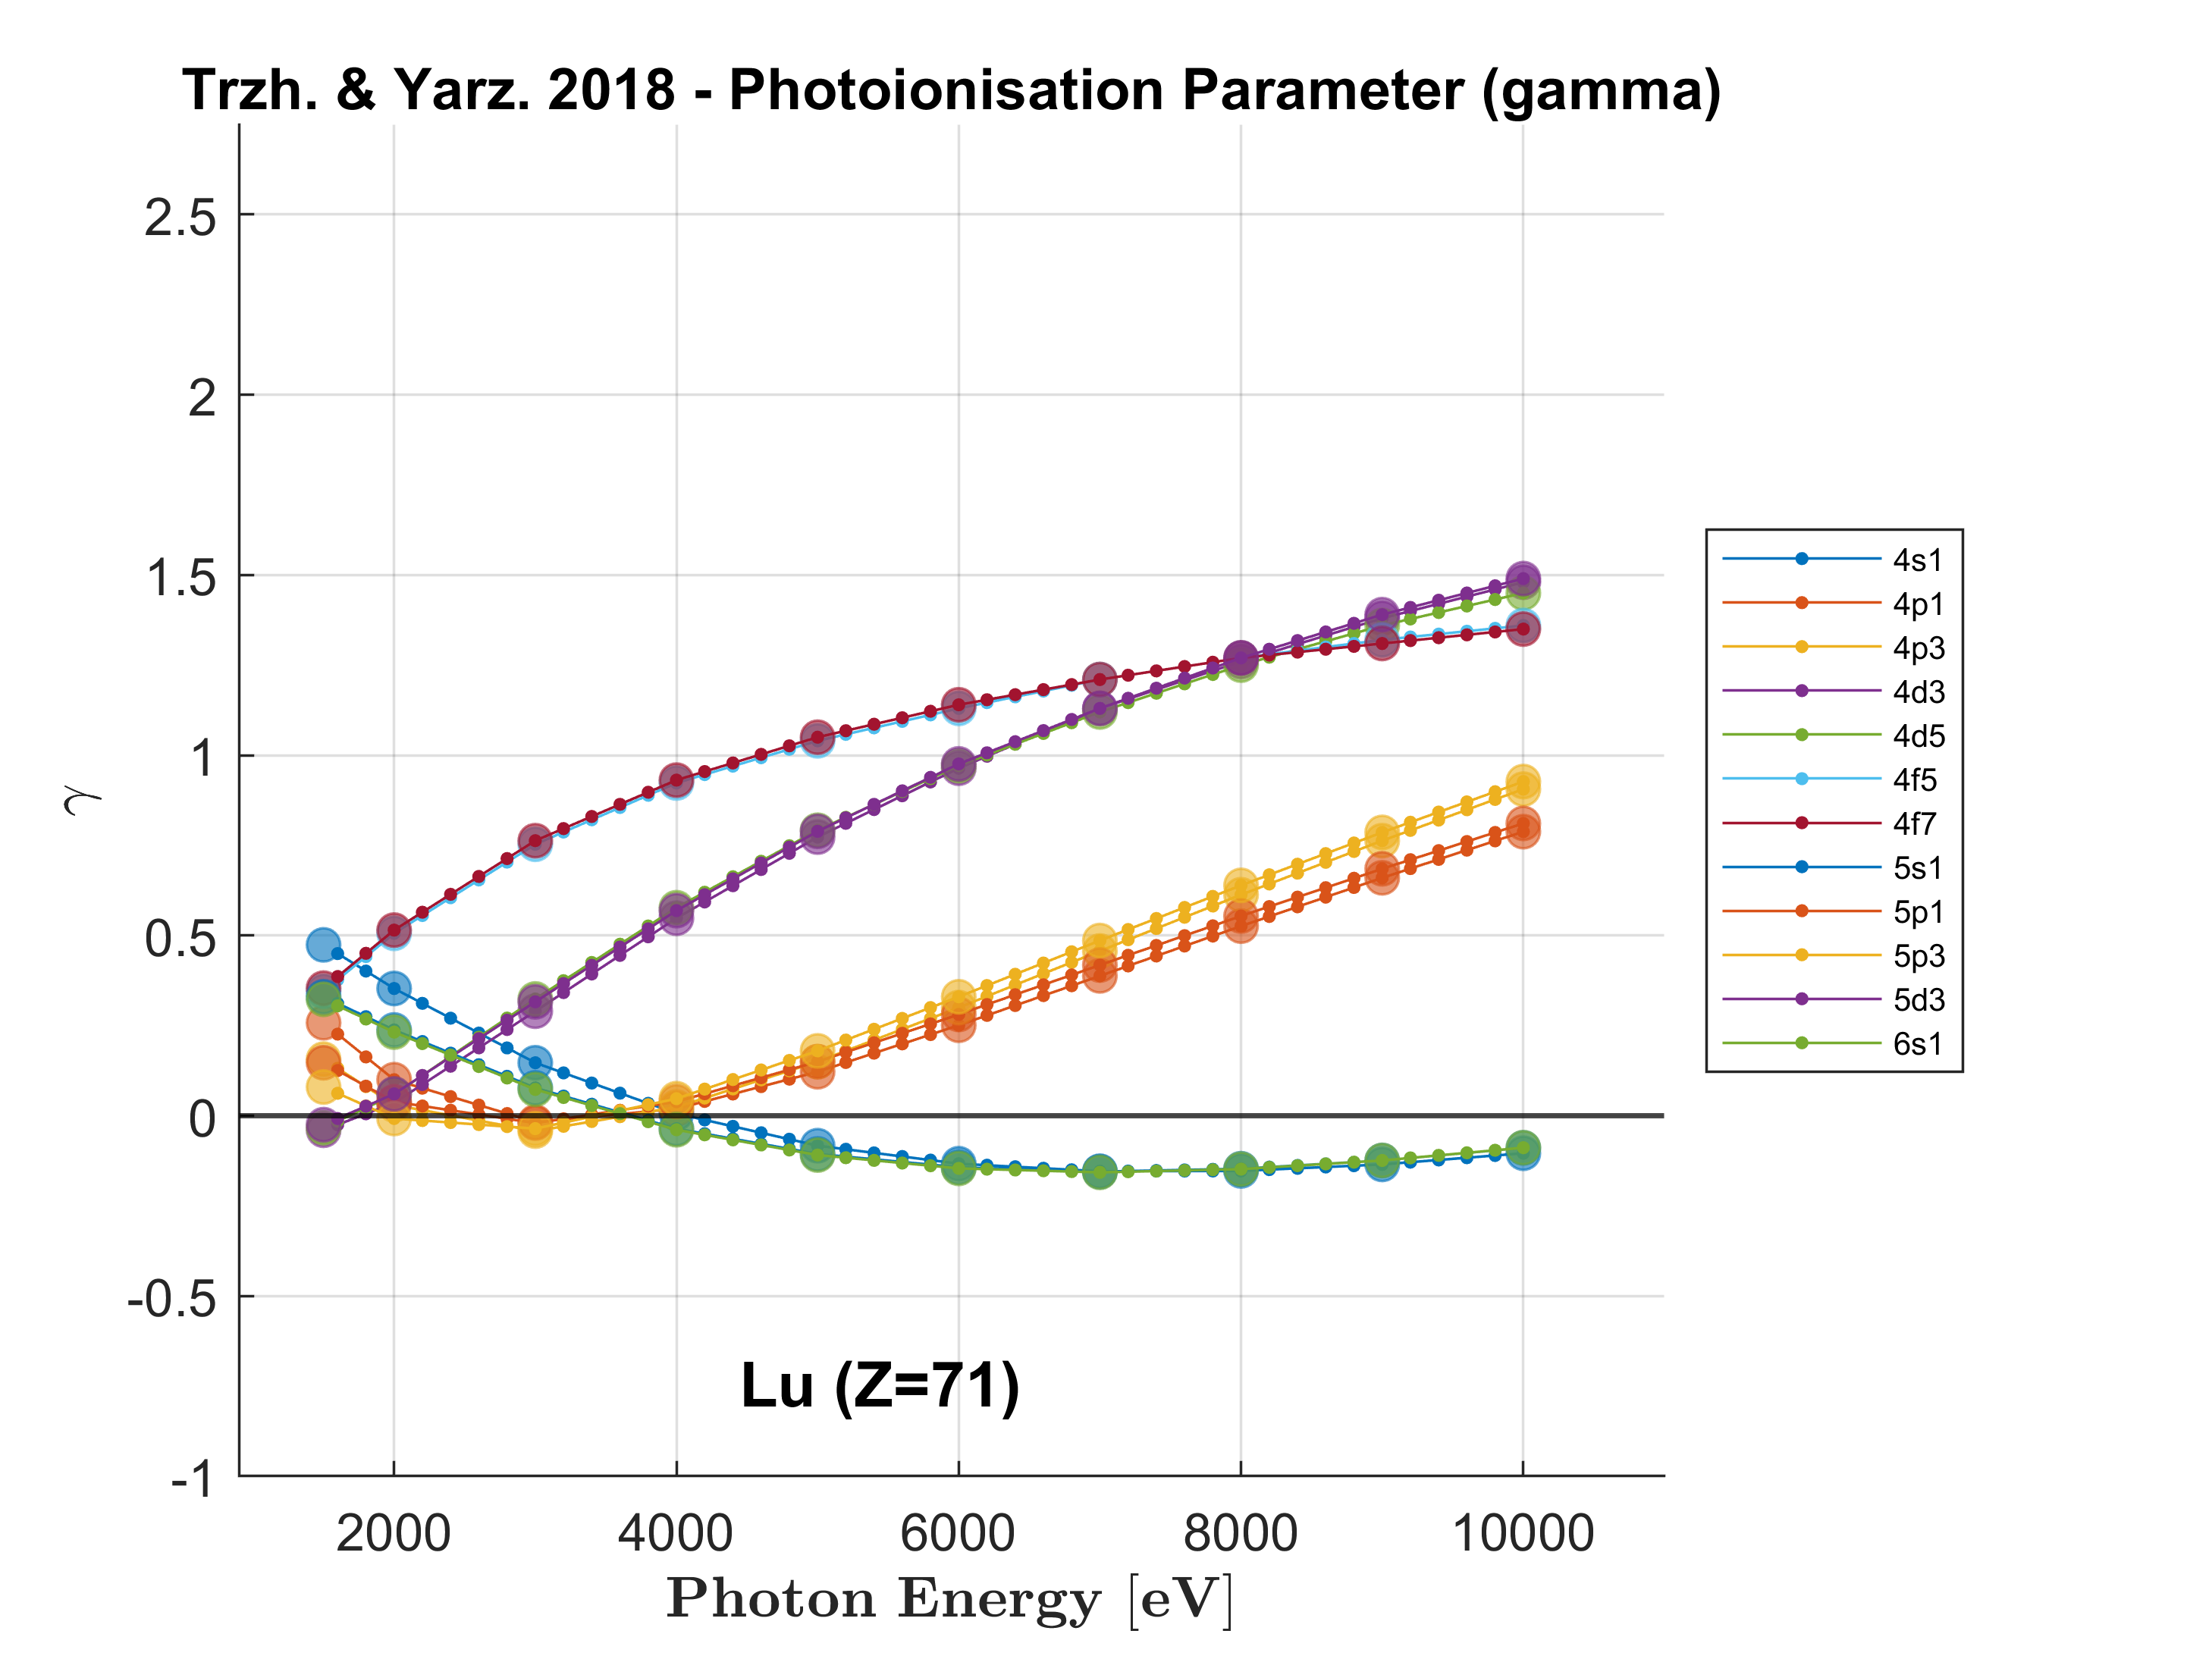 Trzh. & Yarz. 2018 - Photoionisation Parameter (gamma)
2.5
2
1.5
1
0.5
0
-0.5
-1
γ
2000 4000 6000 8000 10000
Photon Energy [eV]
Lu (Z=71)
4s1
4p1
4p3
4d3
4d5
4f5
4f7
5s1
5p1
5p3
5d3
6s1